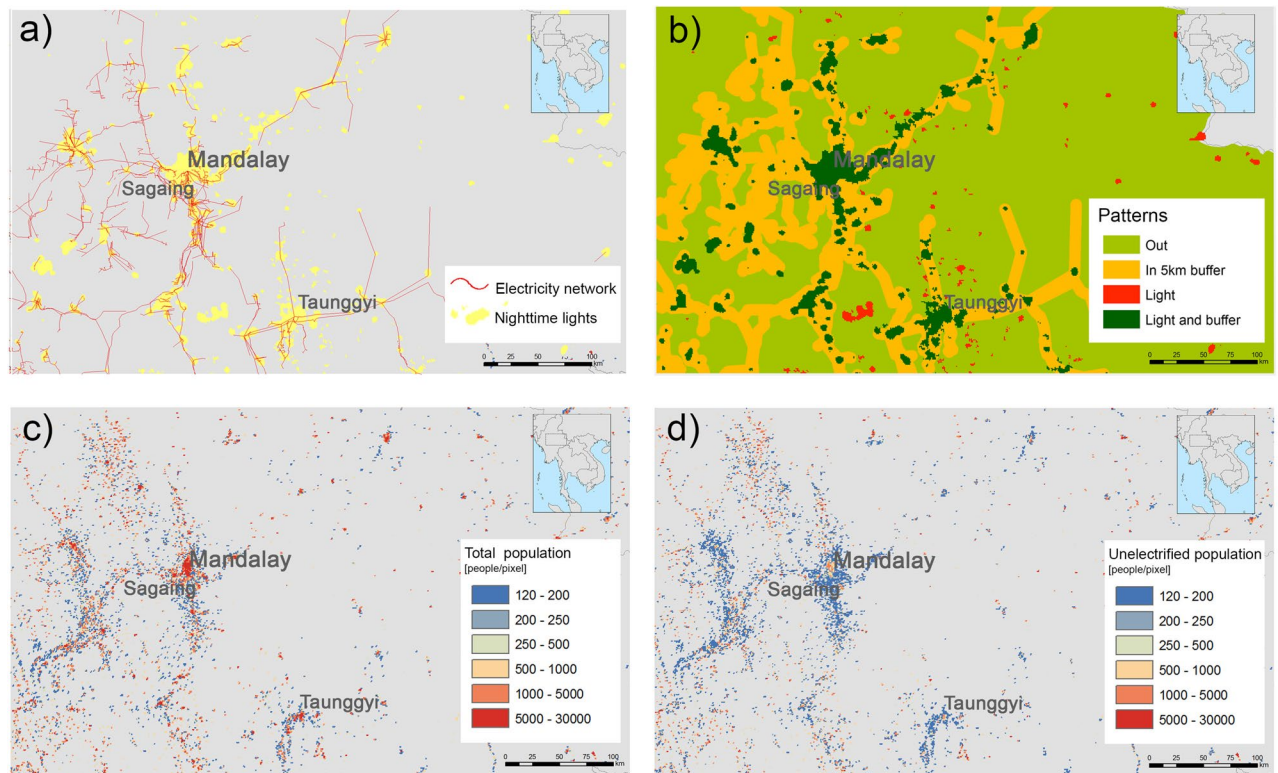 a)
Mandalay
Sagaing
Taunggyi
Electricity network
Nighttime lights
0 25 50 75 100
km
b)
Mandalay
Sagaing
Taunggyi
Patterns
Out
In 5km buffer
Light
Light and buffer
0 25 50 75 100
km
c)
Mandalay
Sagaing
Taunggyi
Total population
[people/pixel]
120 - 200
200 - 250
250 - 500
500 - 1000
1000 - 5000
5000 - 30000
0 25 50 75 100
km
d)
Mandalay
Sagaing
Taunggyi
Unelectrified population
[people/pixel]
120 - 200
200 - 250
250 - 500
500 - 1000
1000 - 5000
5000 - 30000
0 25 50 75 100
km